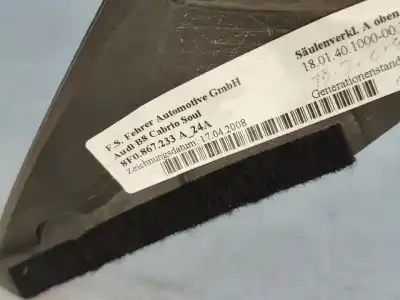 F.S. Fehrer Automotive GmbH
Audi B8 Cabrio Soul
8F0.867.233 A_24A
Zeichnungsdatum: 17.04.2008
Säulenverkl. A oben
18.01.40.1000-00
Generationenstand